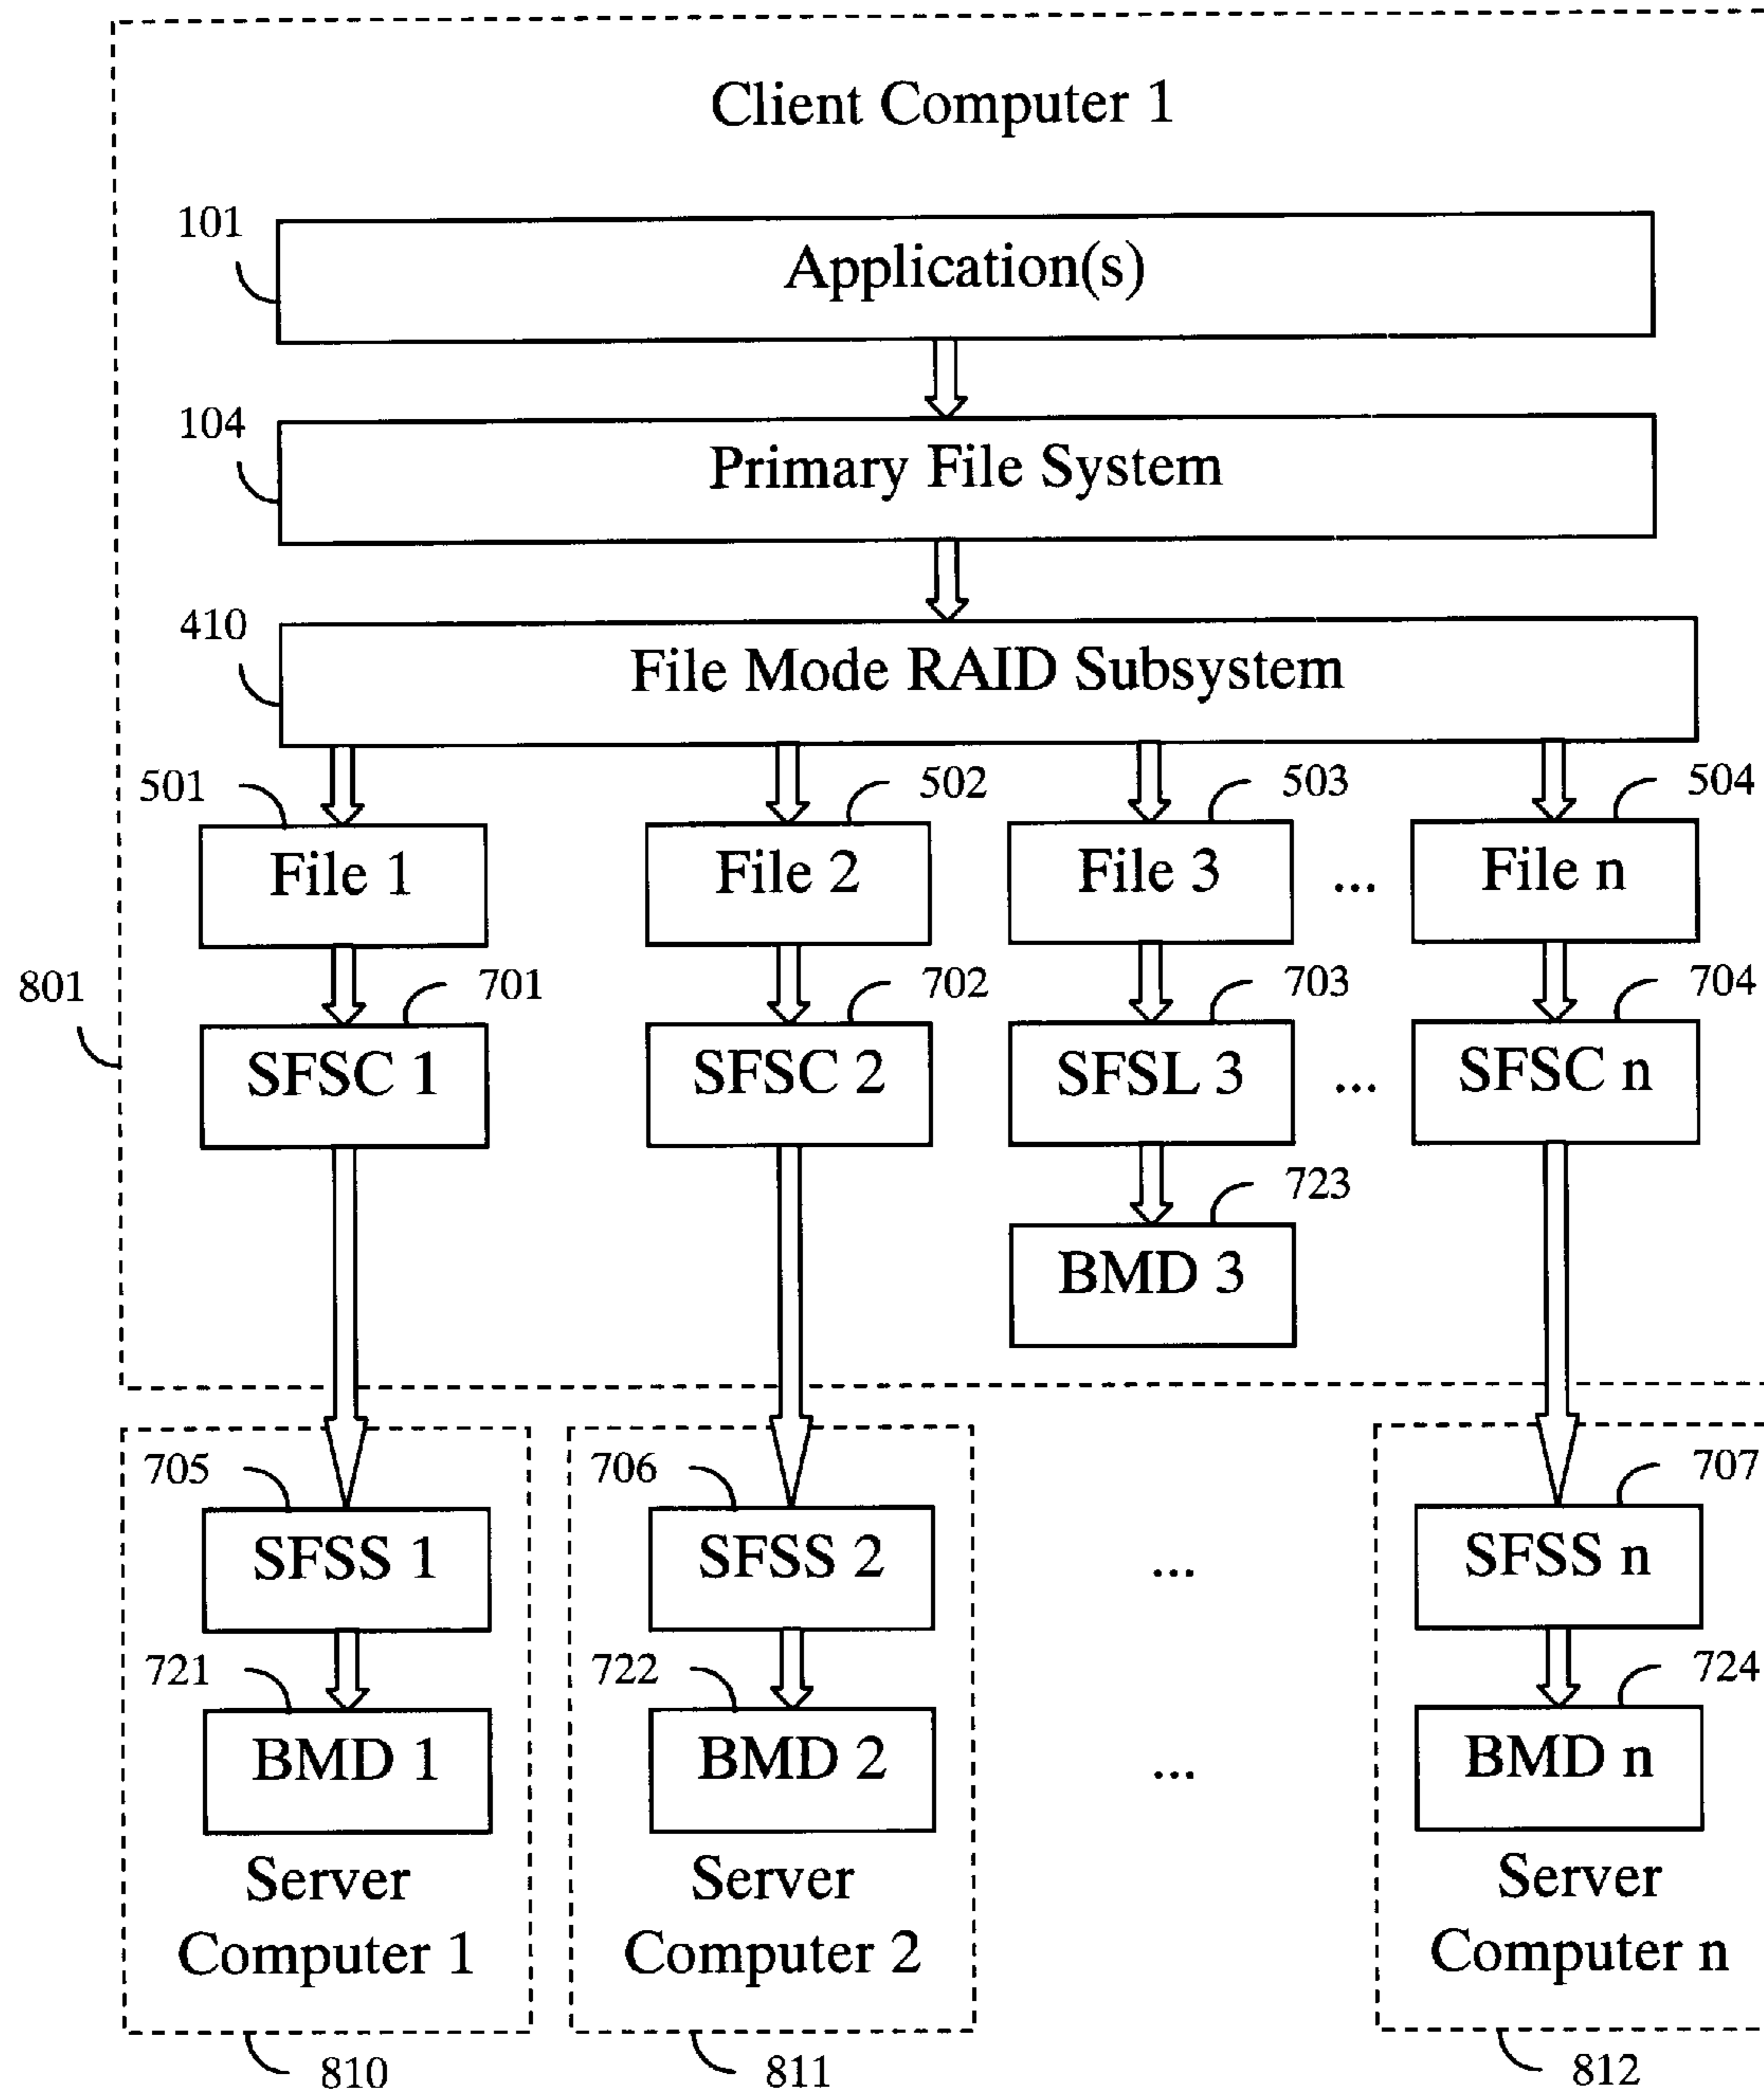 Client Computer 1
101
Application(s)
104
Primary File System
410
File Mode RAID Subsystem
501 502 503 504
File 1 File 2 File 3 ... File n
801
701 702 703 704
SFSC 1 SFSC 2 SFSL 3 ... SFSC n
723
BMD 3
705 706 707
SFSS 1 SFSS 2 ... SFSS n
721 722 724
BMD 1 BMD 2 ... BMD n
Server Server Server
Computer 1 Computer 2 Computer n
810 811 812